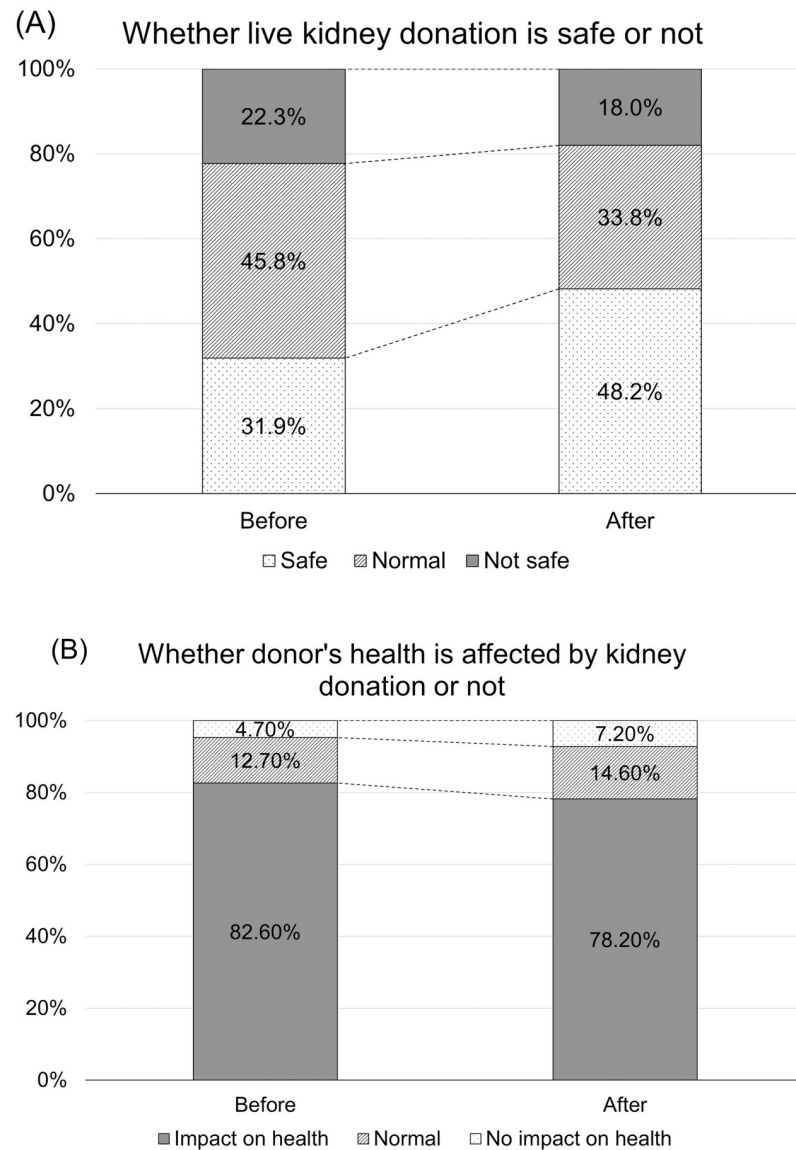 (A)
Whether live kidney donation is safe or not
100%
80%
60%
40%
20%
0%
22.3%
45.8%
31.9%
18.0%
33.8%
48.2%
Before
After
Safe Normal Not safe
(B)
Whether donor's health is affected by kidney
donation or not
100%
80%
60%
40%
20%
0%
4.70%
12.70%
82.60%
7.20%
14.60%
78.20%
Before
After
Impact on health Normal No impact on health